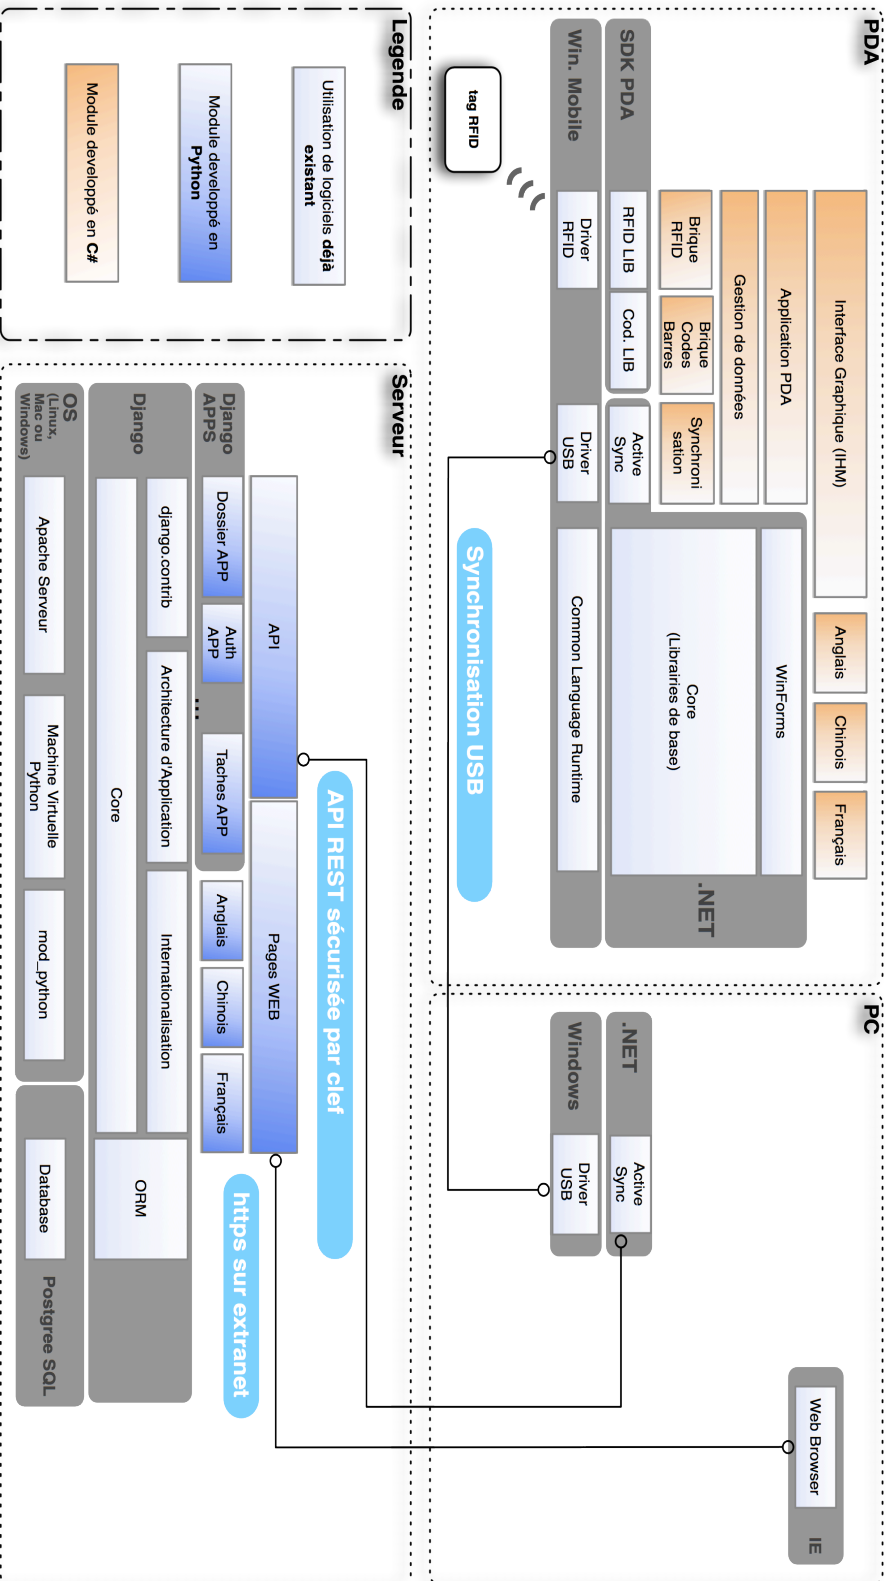 PDA
Interface Graphique (IHM)
Anglais
Chinois
Français
Application PDA
WinForms
Gestion de données
.NET
Brique
RFID
Brique
Codes
Barres
Synchroni
sation
Core
(Librairies de base)
SDK PDA
RFID LIB
Cod. LIB
Active
Sync
Win. Mobile
Driver
RFID
Driver
USB
Common Language Runtime
tag RFID
Synchronisation USB
PC
Web Browser
IE
.NET
Active
Sync
Windows
Driver
USB
Legende
Utilisation de logiciels déjà
existant
Module developpé en
Python
Module developpé en C#
Serveur
API REST sécurisée par clef
API
Pages WEB
https sur extranet
Django
APPS
Dossier APP
Auth
APP
...
Taches APP
Anglais
Chinois
Français
Django
django.contrib
Architecture d'Application
Internationalisation
Core
ORM
OS
(Linux,
Mac ou
Windows)
Apache Serveur
Machine Virtuelle
Python
mod_python
Database
Postgree SQL